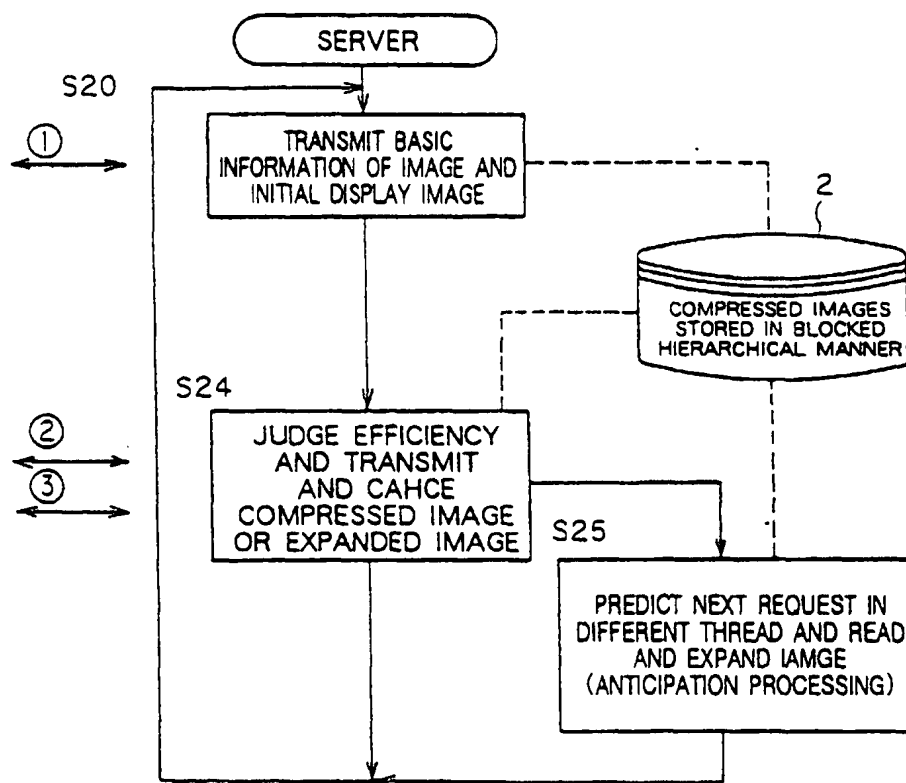 SERVER
S20
①
TRANSMIT BASIC
INFORMATION OF IMAGE AND
INITIAL DISPLAY IMAGE
2
COMPRESSED IMAGES
STORED IN BLOCKED
HIERARCHICAL MANNER
S24
②
③
JUDGE EFFICIENCY
AND TRANSMIT
AND CAHCE
COMPRESSED IMAGE
OR EXPANDED IMAGE
S25
PREDICT NEXT REQUEST IN
DIFFERENT THREAD AND READ
AND EXPAND IAMGE
(ANTICIPATION PROCESSING)